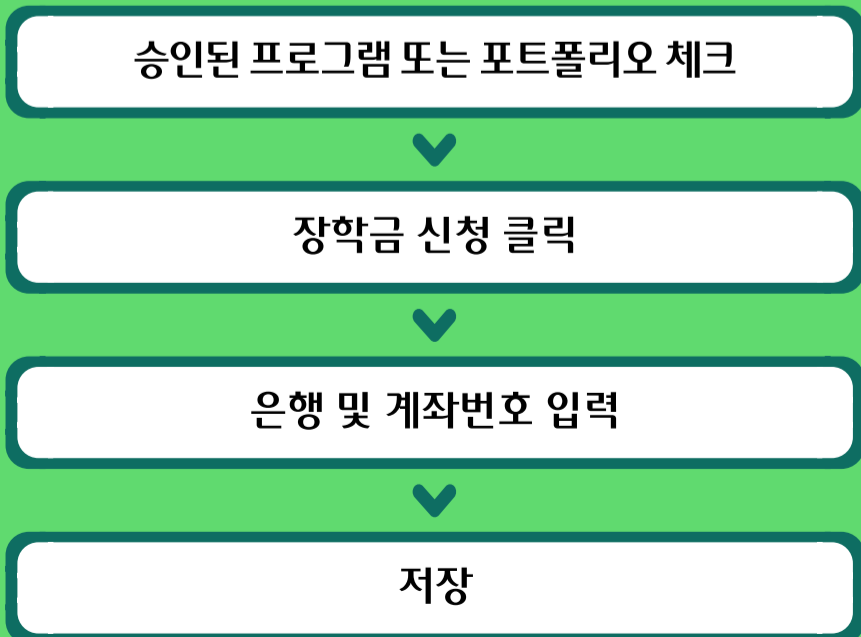 승인된 프로그램 또는 포트폴리오 체크
장학금 신청 클릭
은행 및 계좌번호 입력
저장